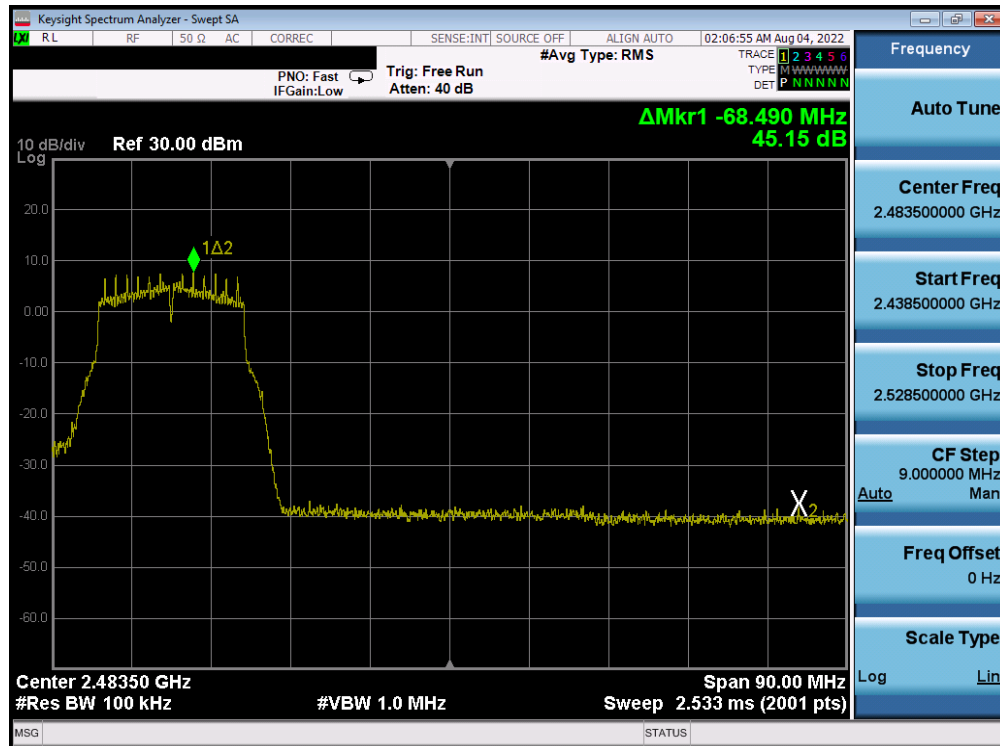 Keysight Spectrum Analyzer - Swept SA
LXI RL RF 50 Ω AC CORREC SENSE:INT SOURCE OFF ALIGN AUTO 02:06:55 AM Aug 04, 2022
#Avg Type: RMS
TRACE 1 2 3 4 5 6
TYPE M W W W W W
DET P N N N N N
PNO: Fast
IFGain:Low
Trig: Free Run
Atten: 40 dB
ΔMkr1 -68.490 MHz
45.15 dB
10 dB/div
Log
Ref 30.00 dBm
20.0
10.0
0.00
-10.0
-20.0
-30.0
-40.0
-50.0
-60.0
1Δ2
X2
Center 2.48350 GHz
Span 90.00 MHz
#Res BW 100 kHz
#VBW 1.0 MHz
Sweep 2.533 ms (2001 pts)
MSG
STATUS
Frequency
Auto Tune
Center Freq
2.483500000 GHz
Start Freq
2.438500000 GHz
Stop Freq
2.528500000 GHz
CF Step
9.000000 MHz
Auto Man
Freq Offset
0 Hz
Scale Type
Log Lin